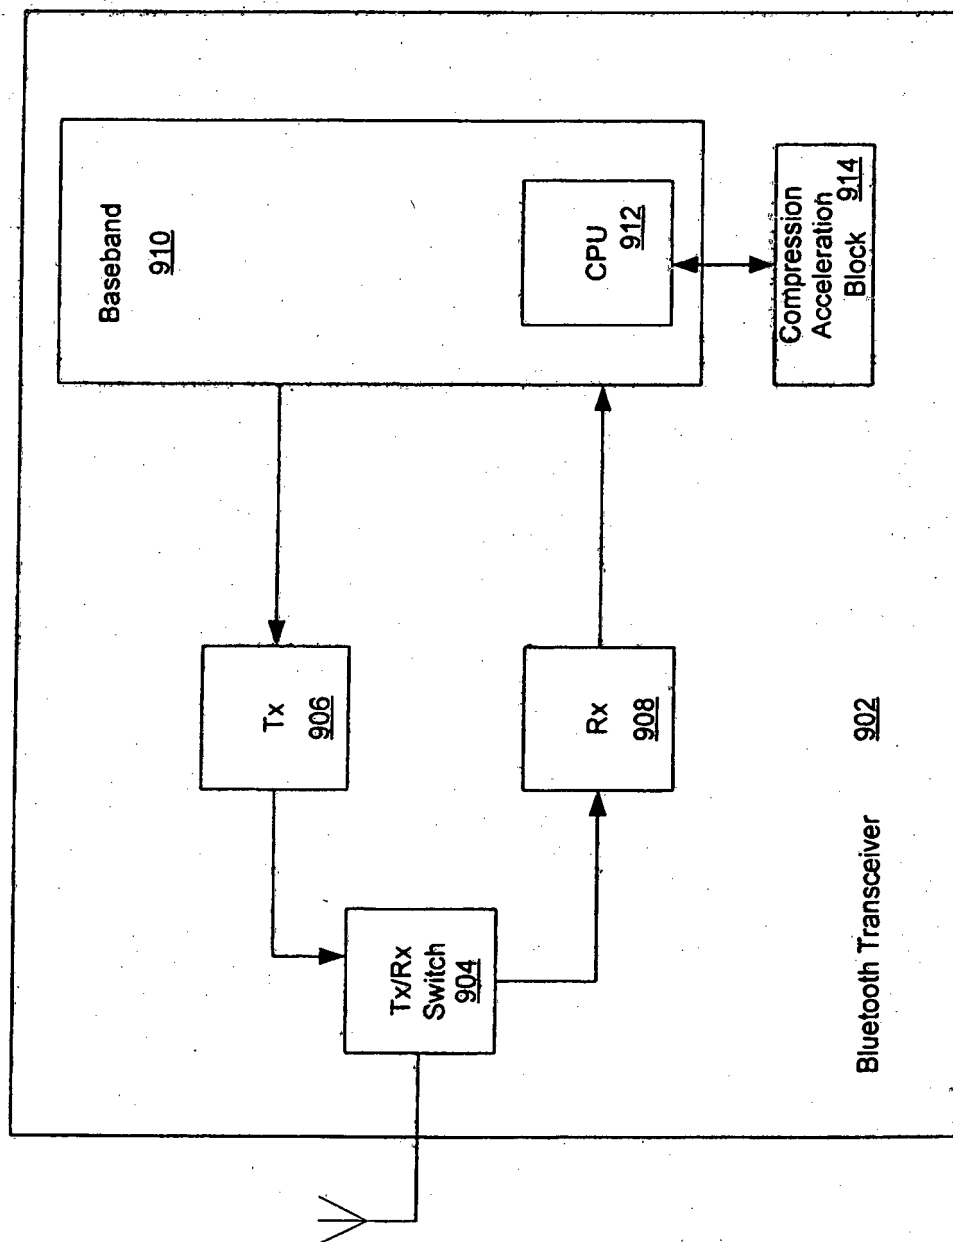 Baseband
910
CPU
912
Compression
Acceleration
Block 914
Tx
906
Rx
908
Tx/Rx
Switch
904
Bluetooth Transceiver 902